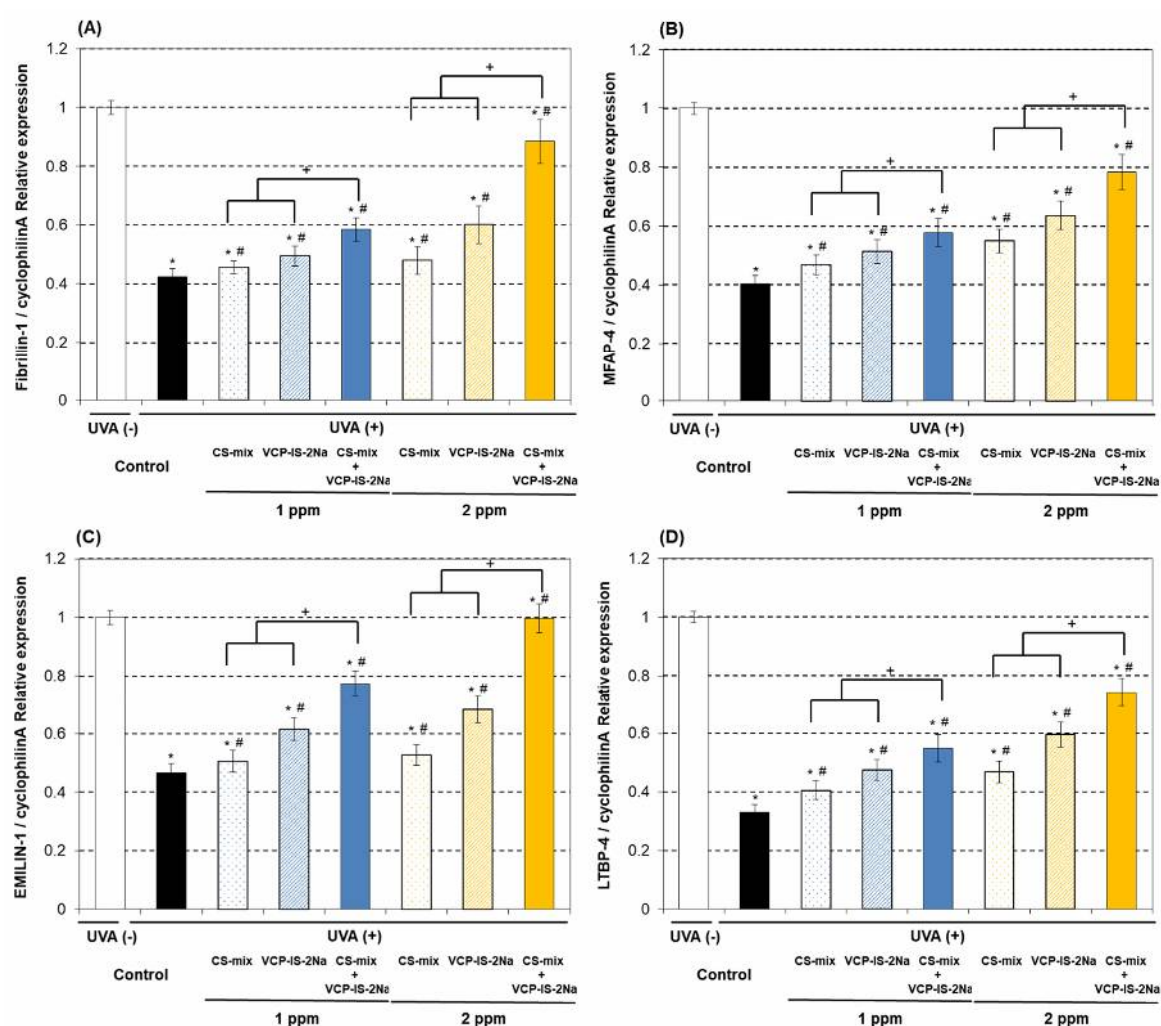 (A)
Fibrillin-1 / cyclophilinA Relative expression
1.2
1
0.8
0.6
0.4
0.2
0
+
+
*
* #
* #
* #
* #
* #
* #
UVA (-)
UVA (+)
Control
CS-mix
VCP-IS-2Na
CS-mix
+
VCP-IS-2Na
CS-mix
VCP-IS-2Na
CS-mix
+
VCP-IS-2Na
1 ppm
2 ppm
(B)
MFAP-4 / cyclophilinA Relative expression
1.2
1
0.8
0.6
0.4
0.2
0
+
+
*
* #
* #
* #
* #
* #
* #
UVA (-)
UVA (+)
Control
CS-mix
VCP-IS-2Na
CS-mix
+
VCP-IS-2Na
CS-mix
VCP-IS-2Na
CS-mix
+
VCP-IS-2Na
1 ppm
2 ppm
(C)
EMILIN-1 / cyclophilinA Relative expression
1.2
1
0.8
0.6
0.4
0.2
0
+
+
*
* #
* #
* #
* #
* #
* #
UVA (-)
UVA (+)
Control
CS-mix
VCP-IS-2Na
CS-mix
+
VCP-IS-2Na
CS-mix
VCP-IS-2Na
CS-mix
+
VCP-IS-2Na
1 ppm
2 ppm
(D)
LTBP-4 / cyclophilinA Relative expression
1.2
1
0.8
0.6
0.4
0.2
0
+
+
*
* #
* #
* #
* #
* #
* #
UVA (-)
UVA (+)
Control
CS-mix
VCP-IS-2Na
CS-mix
+
VCP-IS-2Na
CS-mix
VCP-IS-2Na
CS-mix
+
VCP-IS-2Na
1 ppm
2 ppm